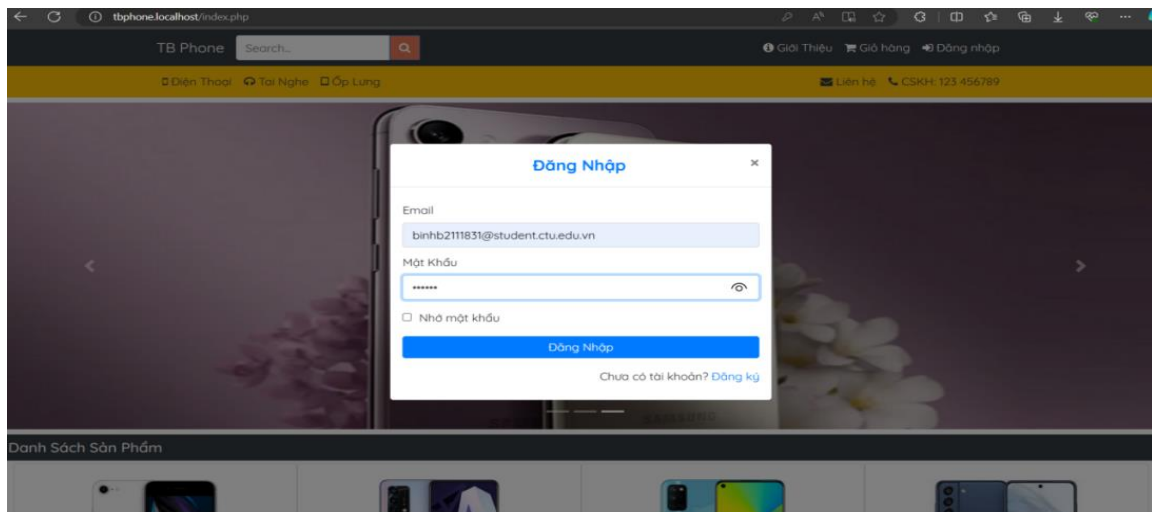 tbphone.localhost/index.php
TB Phone Search... Giới Thiệu Giỏ hàng Đăng nhập
Điện Thoại Tai Nghe Ốp Lưng Liên hệ CSKH: 123 456789
Đăng Nhập ×
Email
binhb2111831@student.ctu.edu.vn
Mật Khẩu
••••••
Nhớ mật khẩu
Đăng Nhập
Chưa có tài khoản? Đăng ký
SAMSUNG
Danh Sách Sản Phẩm